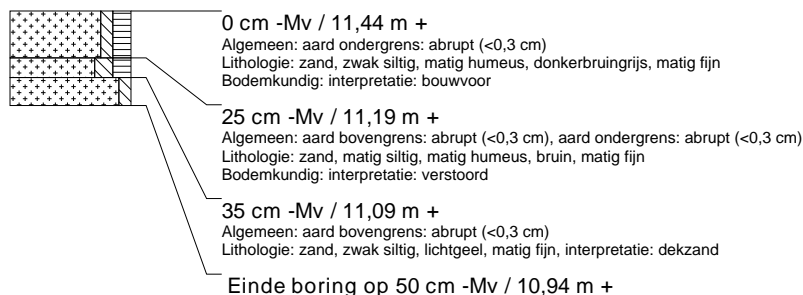 0 cm -Mv / 11,44 m +
Algemeen: aard ondergrens: abrupt (<0,3 cm)
Lithologie: zand, zwak siltig, matig humeus, donkerbruingrijs, matig fijn
Bodemkundig: interpretatie: bouwvoor
25 cm -Mv / 11,19 m +
Algemeen: aard bovengrens: abrupt (<0,3 cm), aard ondergrens: abrupt (<0,3 cm)
Lithologie: zand, matig siltig, matig humeus, bruin, matig fijn
Bodemkundig: interpretatie: verstoord
35 cm -Mv / 11,09 m +
Algemeen: aard bovengrens: abrupt (<0,3 cm)
Lithologie: zand, zwak siltig, lichtgeel, matig fijn, interpretatie: dekzand
Einde boring op 50 cm -Mv / 10,94 m +